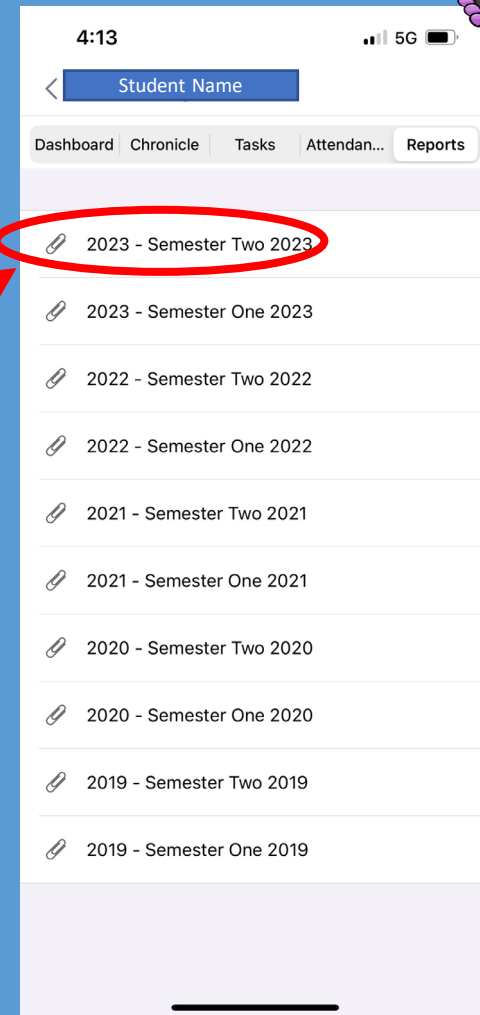 4:13 5G
Student Name
Dashboard Chronicle Tasks Attendan... Reports
2023 - Semester Two 2023
2023 - Semester One 2023
2022 - Semester Two 2022
2022 - Semester One 2022
2021 - Semester Two 2021
2021 - Semester One 2021
2020 - Semester Two 2020
2020 - Semester One 2020
2019 - Semester Two 2019
2019 - Semester One 2019